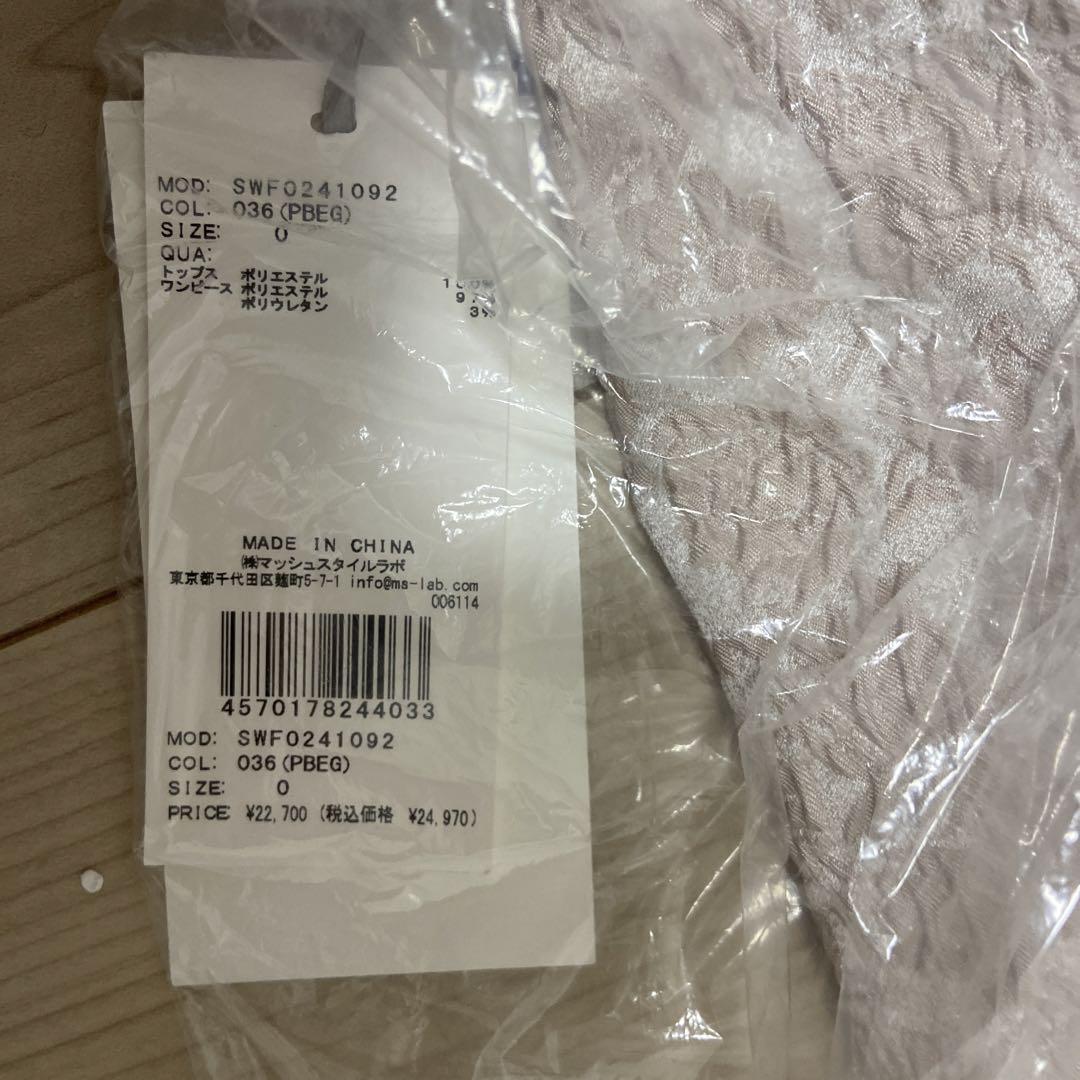 MOD: SWF0241092
COL: 036(PBEG)
SIZE: 0
QUA:
トップス ポリエステル 100%
ワンピース ポリエステル 97%
ポリウレタン 3%
MADE IN CHINA
㈱マッシュスタイルラボ
東京都千代田区麹町5-7-1 info@ms-lab.com
006114
4570178244033
MOD: SWF0241092
COL: 036(PBEG)
SIZE: 0
PRICE: ¥22,700 (税込価格 ¥24,970)